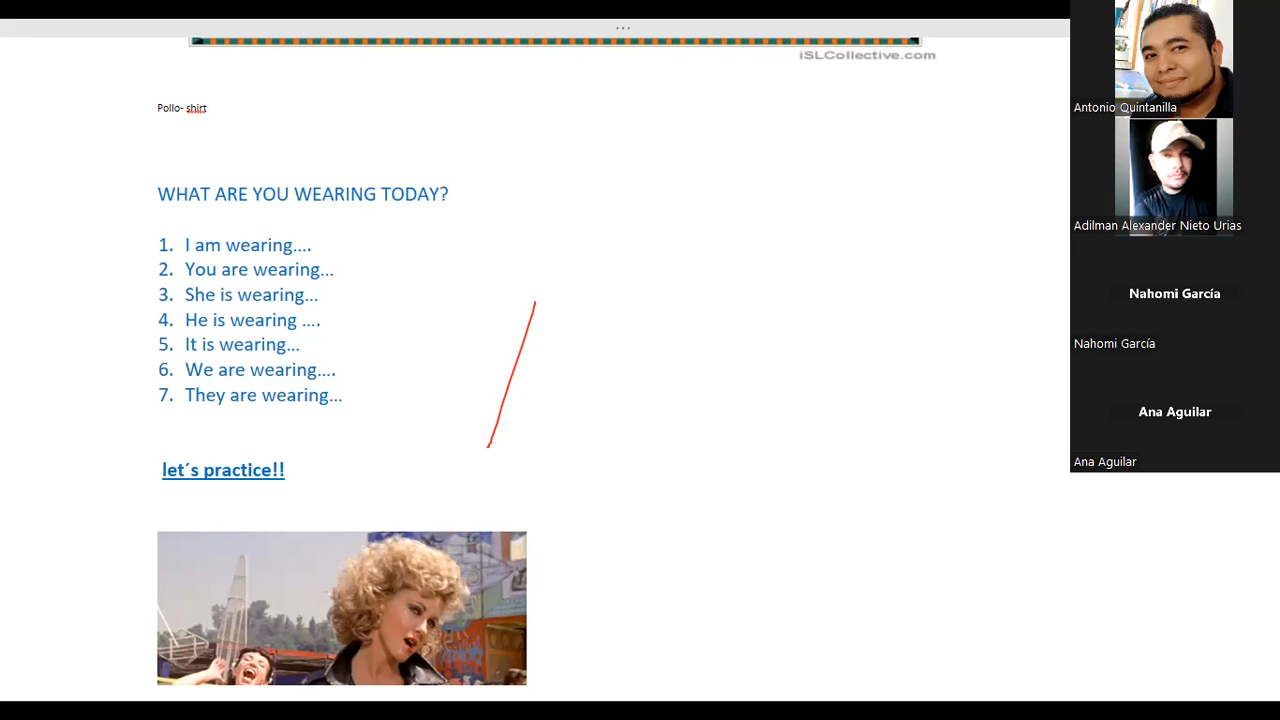 iSLCollective.com
Pollo- shirt
WHAT ARE YOU WEARING TODAY?
1. I am wearing....
2. You are wearing...
3. She is wearing...
4. He is wearing ....
5. It is wearing...
6. We are wearing....
7. They are wearing...
let´s practice!!
Antonio Quintanilla
Adilman Alexander Nieto Urias
Nahomi García
Nahomi García
Ana Aguilar
Ana Aguilar